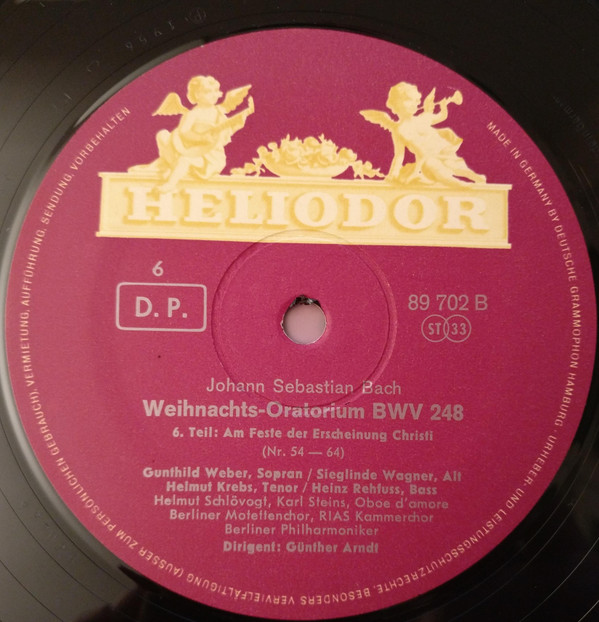 HELIODOR
6
D. P.
89 702 B
ST 33
Johann Sebastian Bach
Weihnachts-Oratorium BWV 248
6. Teil: Am Feste der Erscheinung Christi
(Nr. 54 — 64)
Gunthild Weber, Sopran / Sieglinde Wagner, Alt
Helmut Krebs, Tenor / Heinz Rehfuss, Bass
Helmut Schlövogt, Karl Steins, Oboe d'amore
Berliner Motettenchor, RIAS Kammerchor
Berliner Philharmoniker
Dirigent: Günther Arndt
MADE IN GERMANY BY DEUTSCHE GRAMMOPHON HAMBURG · URHEBER- UND LEISTUNGSSCHUTZRECHTE, BESONDERS VERVIELFÄLTIGUNG (AUSSER ZUM PERSÖNLICHEN GEBRAUCH), VERMIETUNG, AUFFÜHRUNG, SENDUNG, VORBEHALTEN